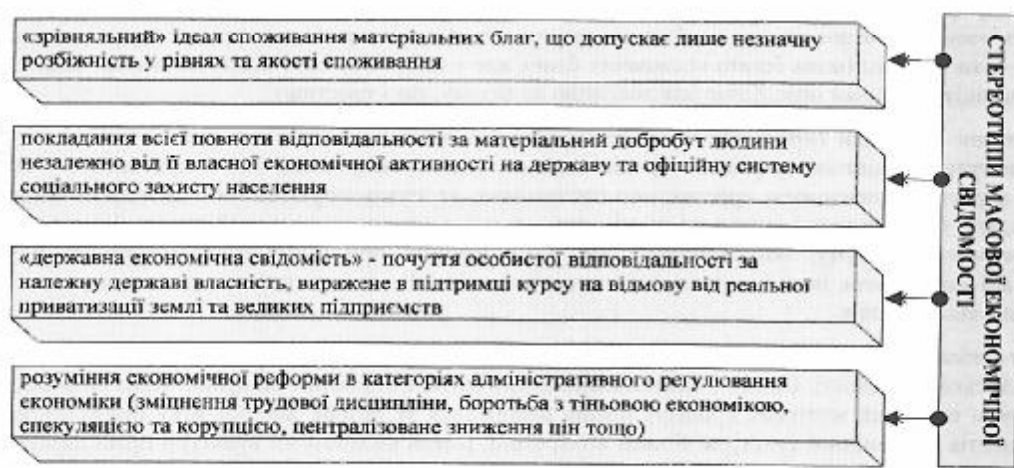 «зрівняльний» ідеал споживання матеріальних благ, що допускає лише незначну
розбіжність у рівнях та якості споживання
покладання всієї повноти відповідальності за матеріальний добробут людини
незалежно від її власної економічної активності на державу та офіційну систему
соціального захисту населення
«державна економічна свідомість» - почуття особистої відповідальності за
належну державі власність, виражене в підтримці курсу на відмову від реальної
приватизації землі та великих підприємств
розуміння економічної реформи в категоріях адміністративного регулювання
економіки (зміцнення трудової дисципліни, боротьба з тіньовою економікою,
спекуляцією та корупцією, централізоване зниження цін тощо)
СТЕРЕОТИПИ МАСОВОЇ ЕКОНОМІЧНОЇ
СВІДОМОСТІ